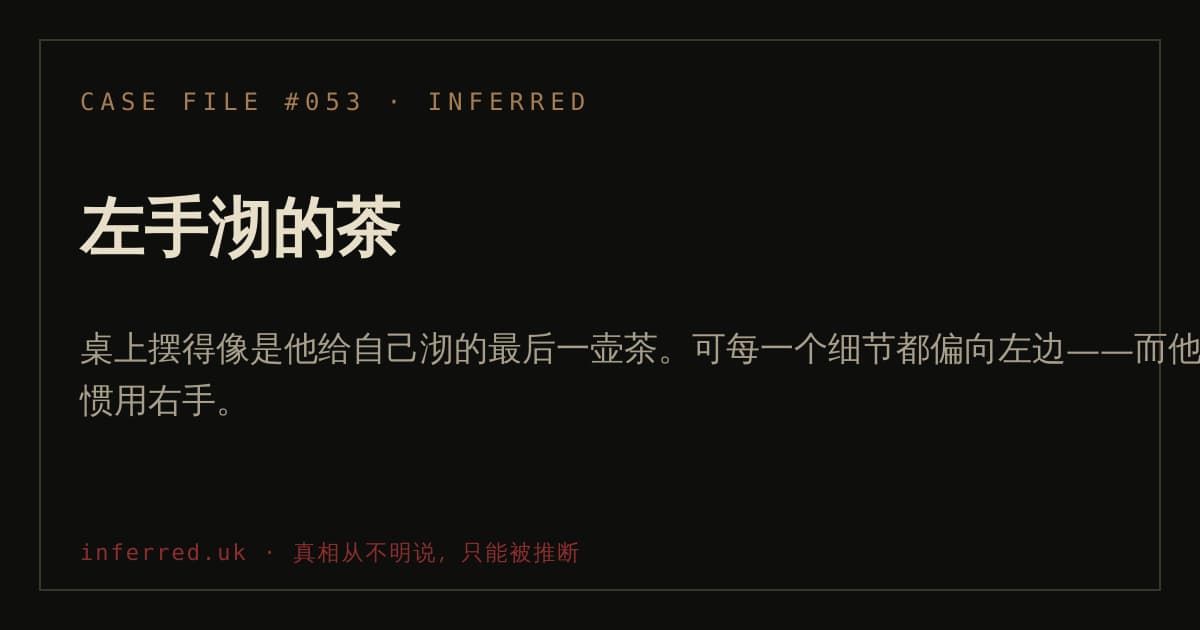 CASE FILE #053 · INFERRED
左手沏的茶
桌上摆得像是他给自己沏的最后一壶茶。可每一个细节都偏向左边——而他
惯用右手。
inferred.uk · 真相从不明说，只能被推断